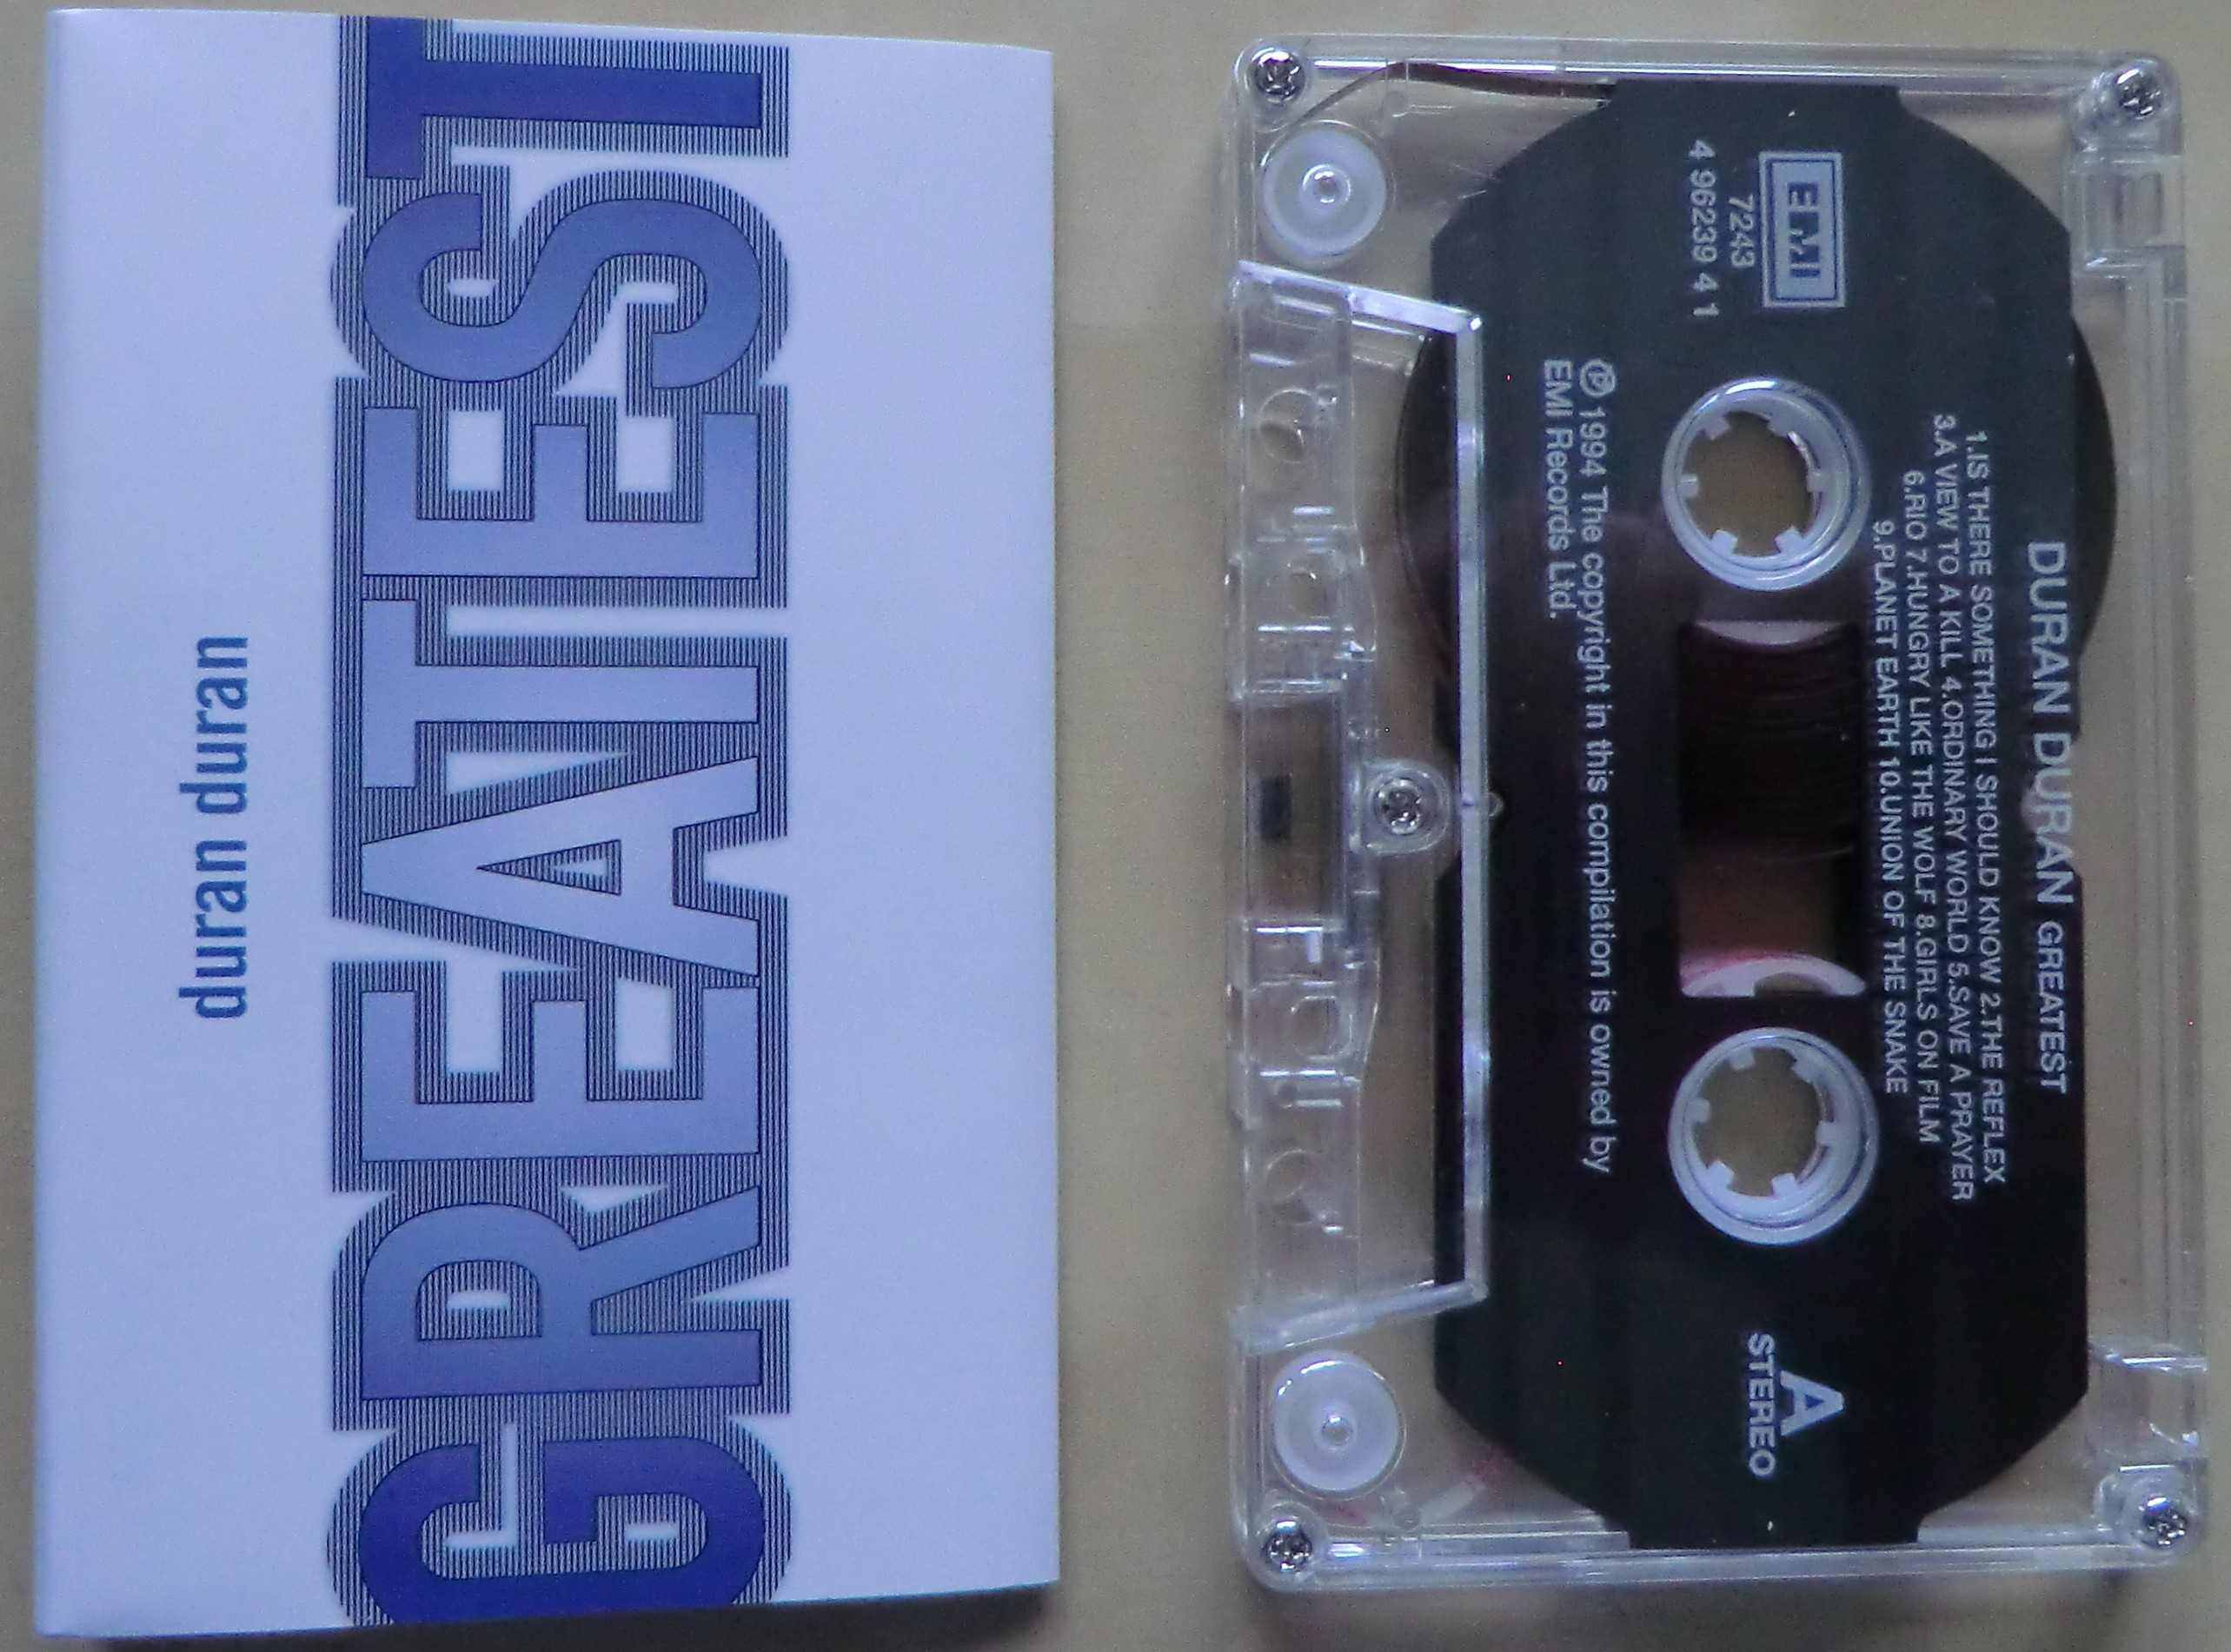 duran duran
GREATEST
DURAN DURAN GREATEST
1.IS THERE SOMETHING I SHOULD KNOW 2.THE REFLEX
3.A VIEW TO A KILL 4.ORDINARY WORLD 5.SAVE A PRAYER
6.RIO 7.HUNGRY LIKE THE WOLF 8.GIRLS ON FILM
9.PLANET EARTH 10.UNION OF THE SNAKE
EMI
7243
4 96239 4 1
A
STEREO
℗ 1994 The copyright in this compilation is owned by
EMI Records Ltd.